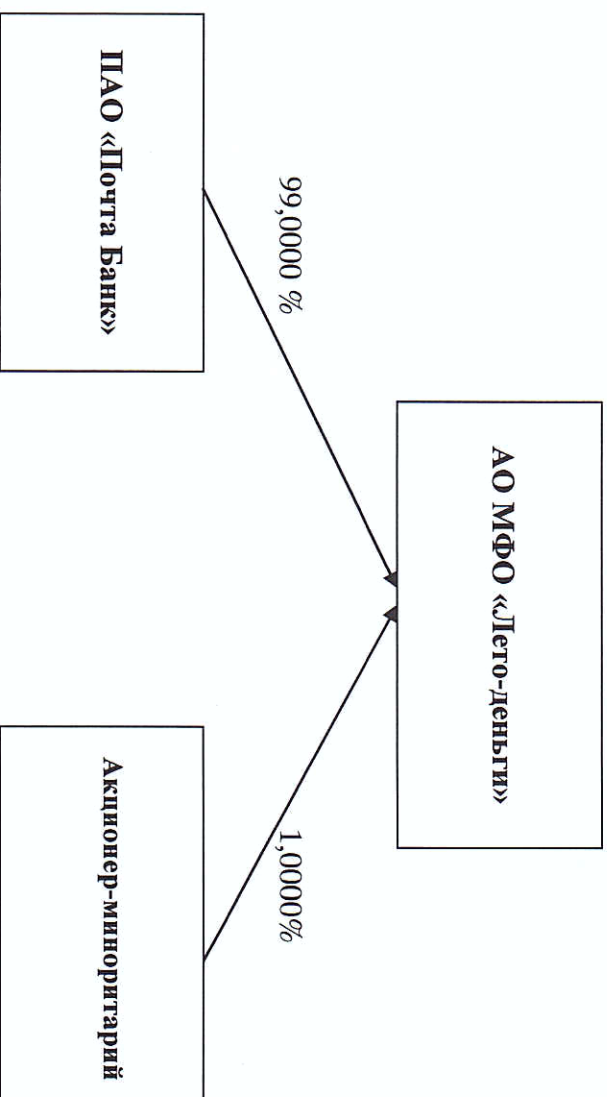 АО МФО «Лето-деньги»
99,0000 %
1,0000%
ПАО «Почта Банк»
Акционер-миноритарий